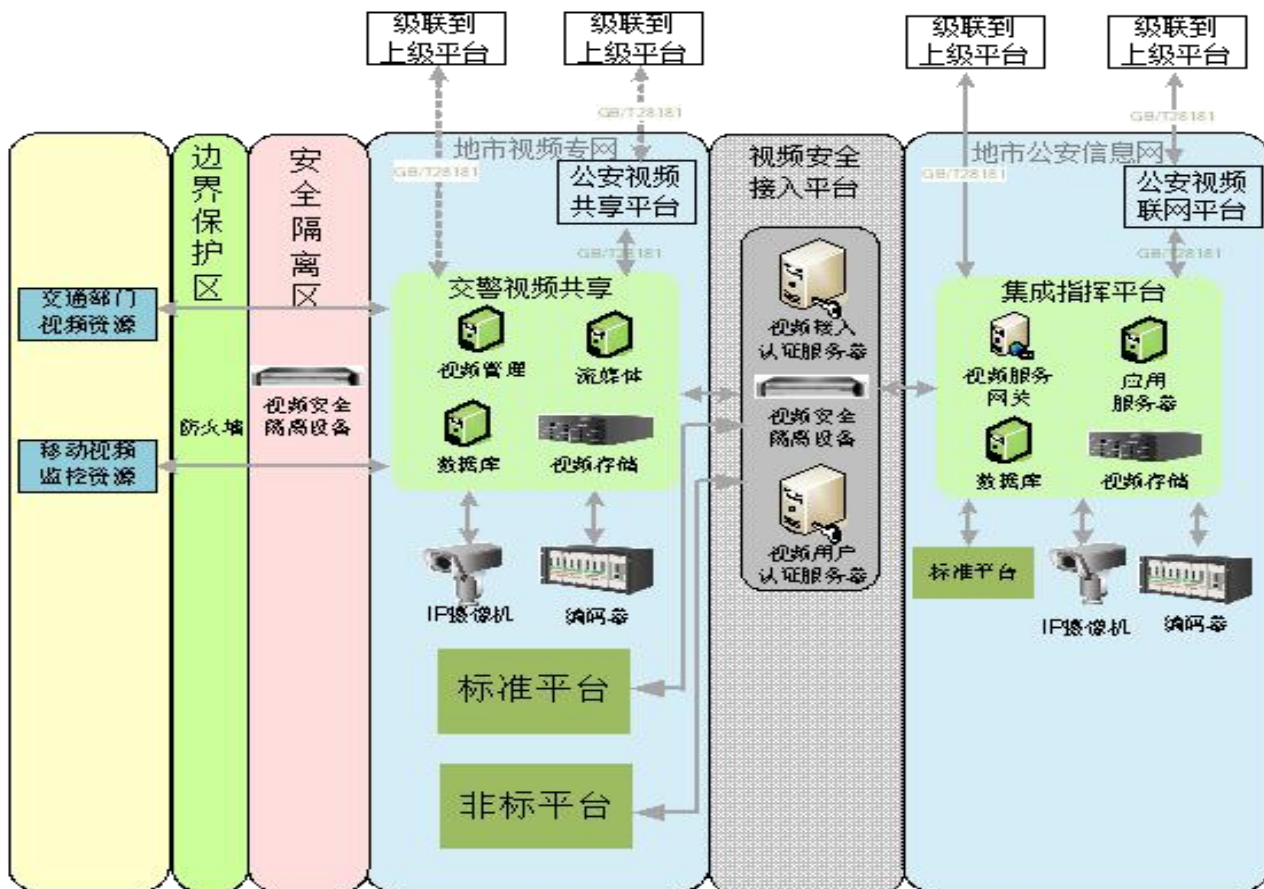 级联到
上级平台
级联到
上级平台
级联到
上级平台
级联到
上级平台
GB/T28181
GB/T28181
边界保护区
安全隔离区
地市视频专网
视频安全
接入平台
地市公安信息网
GB/T28181
公安视频
共享平台
GB/T28181
公安视频
联网平台
GB/T28181
GB/T28181
交通部门
视频资源
交警视频共享
视频管理
流媒体
视频接入
认证服务器
集成指挥平台
视频服务
网关
应用
服务器
防火墙
视频安全
隔离设备
视频安全
隔离设备
移动视频
监控资源
数据库
视频存储
数据库
视频存储
视频用户
认证服务器
IP摄像机
编码器
标准平台
IP摄像机
编码器
标准平台
非标平台